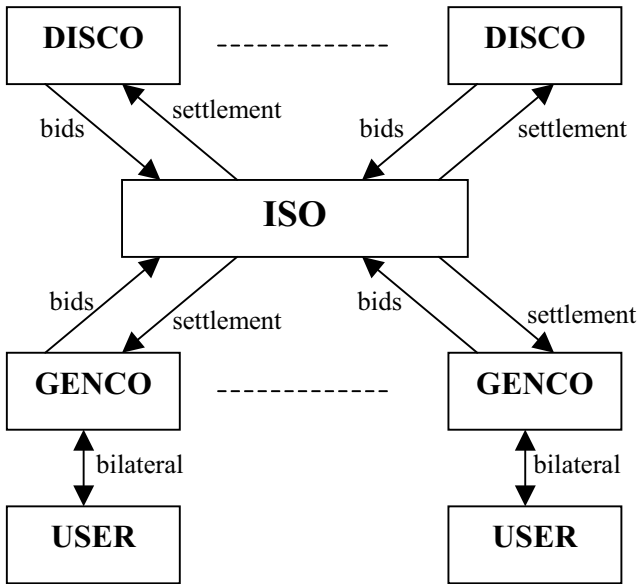 DISCO DISCO
bids settlement bids settlement
ISO
bids settlement bids settlement
GENCO GENCO
bilateral bilateral
USER USER